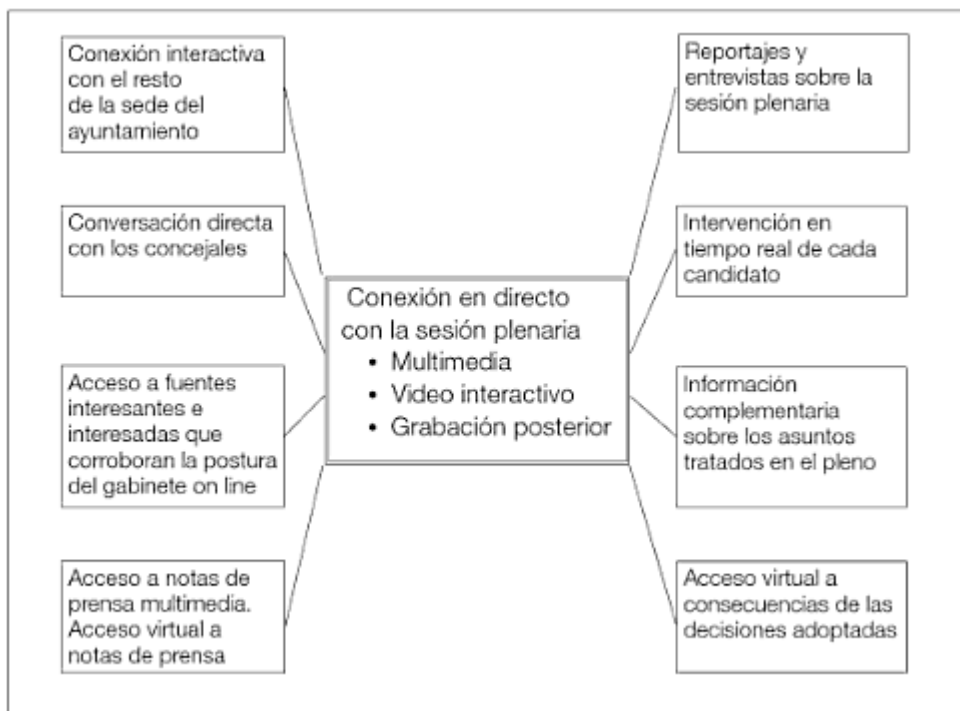 Conexión interactiva
con el resto
de la sede del
ayuntamiento
Conversación directa
con los concejales
Acceso a fuentes
interesantes e
interesadas que
corroboran la postura
del gabinete on line
Acceso a notas de
prensa multimedia.
Acceso virtual a
notas de prensa
Conexión en directo
con la sesión plenaria
• Multimedia
• Video interactivo
• Grabación posterior
Reportajes y
entrevistas sobre la
sesión plenaria
Intervención en
tiempo real de cada
candidato
Información
complementaria
sobre los asuntos
tratados en el pleno
Acceso virtual a
consecuencias de las
decisiones adoptadas